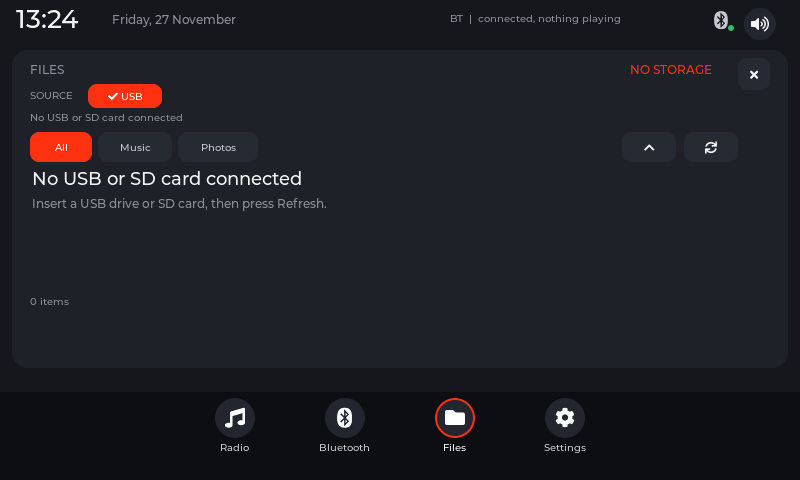 13:24
Friday, 27 November
BT | connected, nothing playing
FILES
NO STORAGE
SOURCE
USB
No USB or SD card connected
All
Music
Photos
No USB or SD card connected
Insert a USB drive or SD card, then press Refresh.
0 items
Radio
Bluetooth
Files
Settings